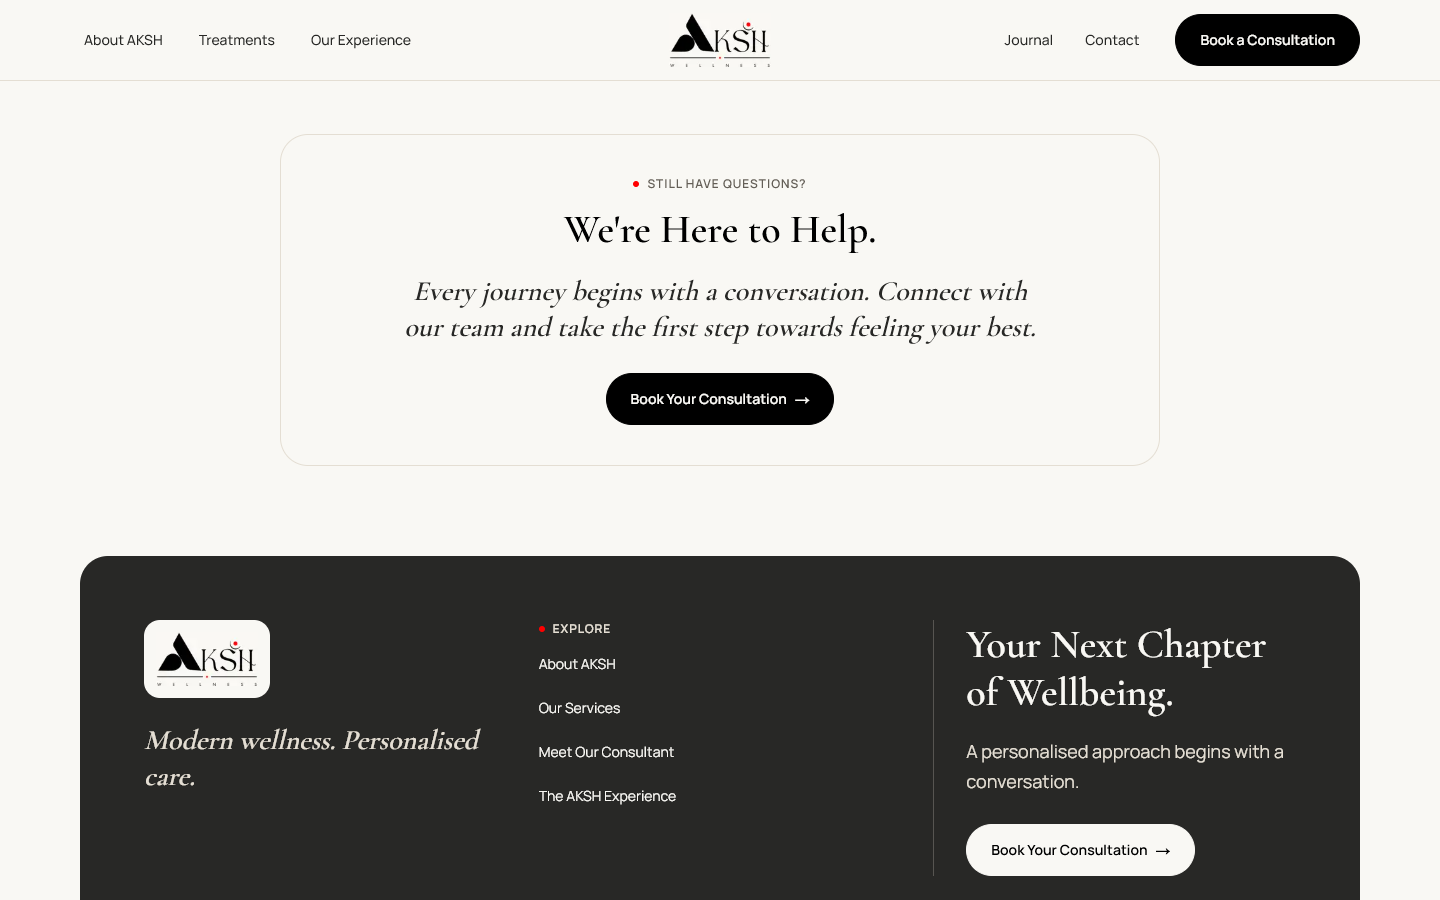 About AKSH
Treatments
Our Experience
AKSH
WELLNESS
Journal
Contact
Book a Consultation
STILL HAVE QUESTIONS?
We're Here to Help.
Every journey begins with a conversation. Connect with
our team and take the first step towards feeling your best.
Book Your Consultation →
AKSH
WELLNESS
Modern wellness. Personalised
care.
EXPLORE
About AKSH
Our Services
Meet Our Consultant
The AKSH Experience
Your Next Chapter
of Wellbeing.
A personalised approach begins with a
conversation.
Book Your Consultation →